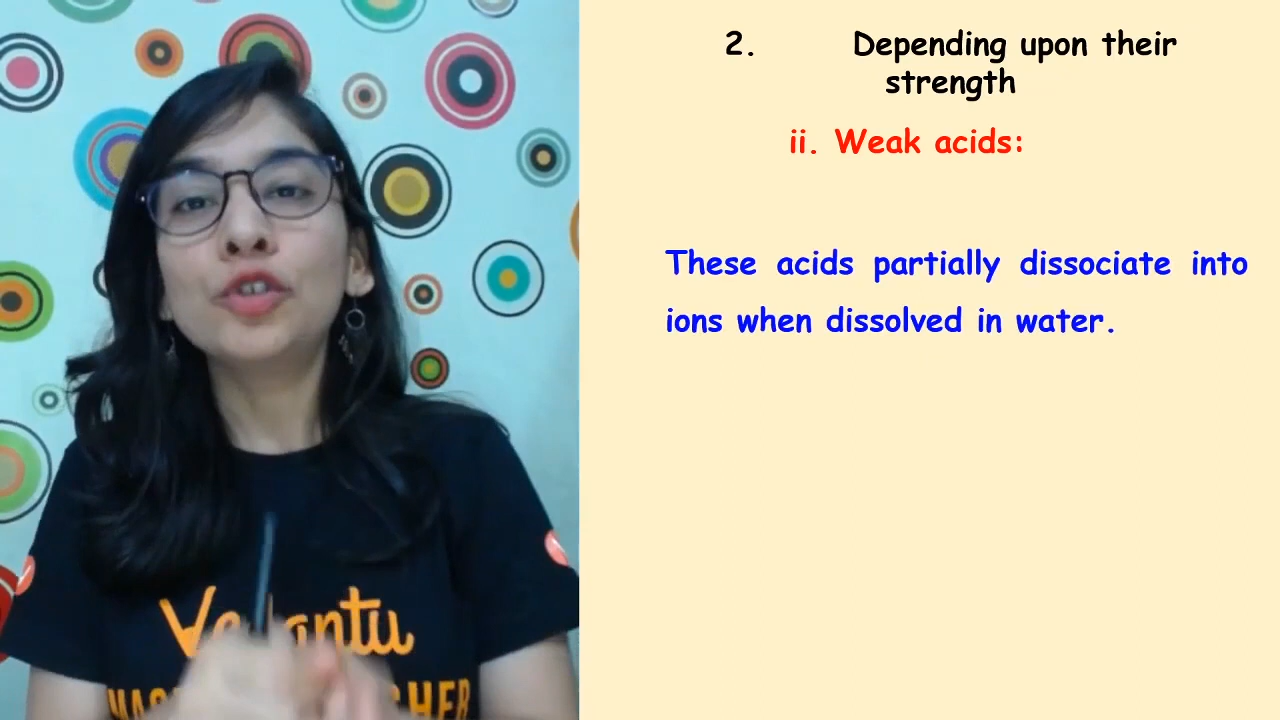 2. Depending upon their
strength
ii. Weak acids:
These acids partially dissociate into
ions when dissolved in water.